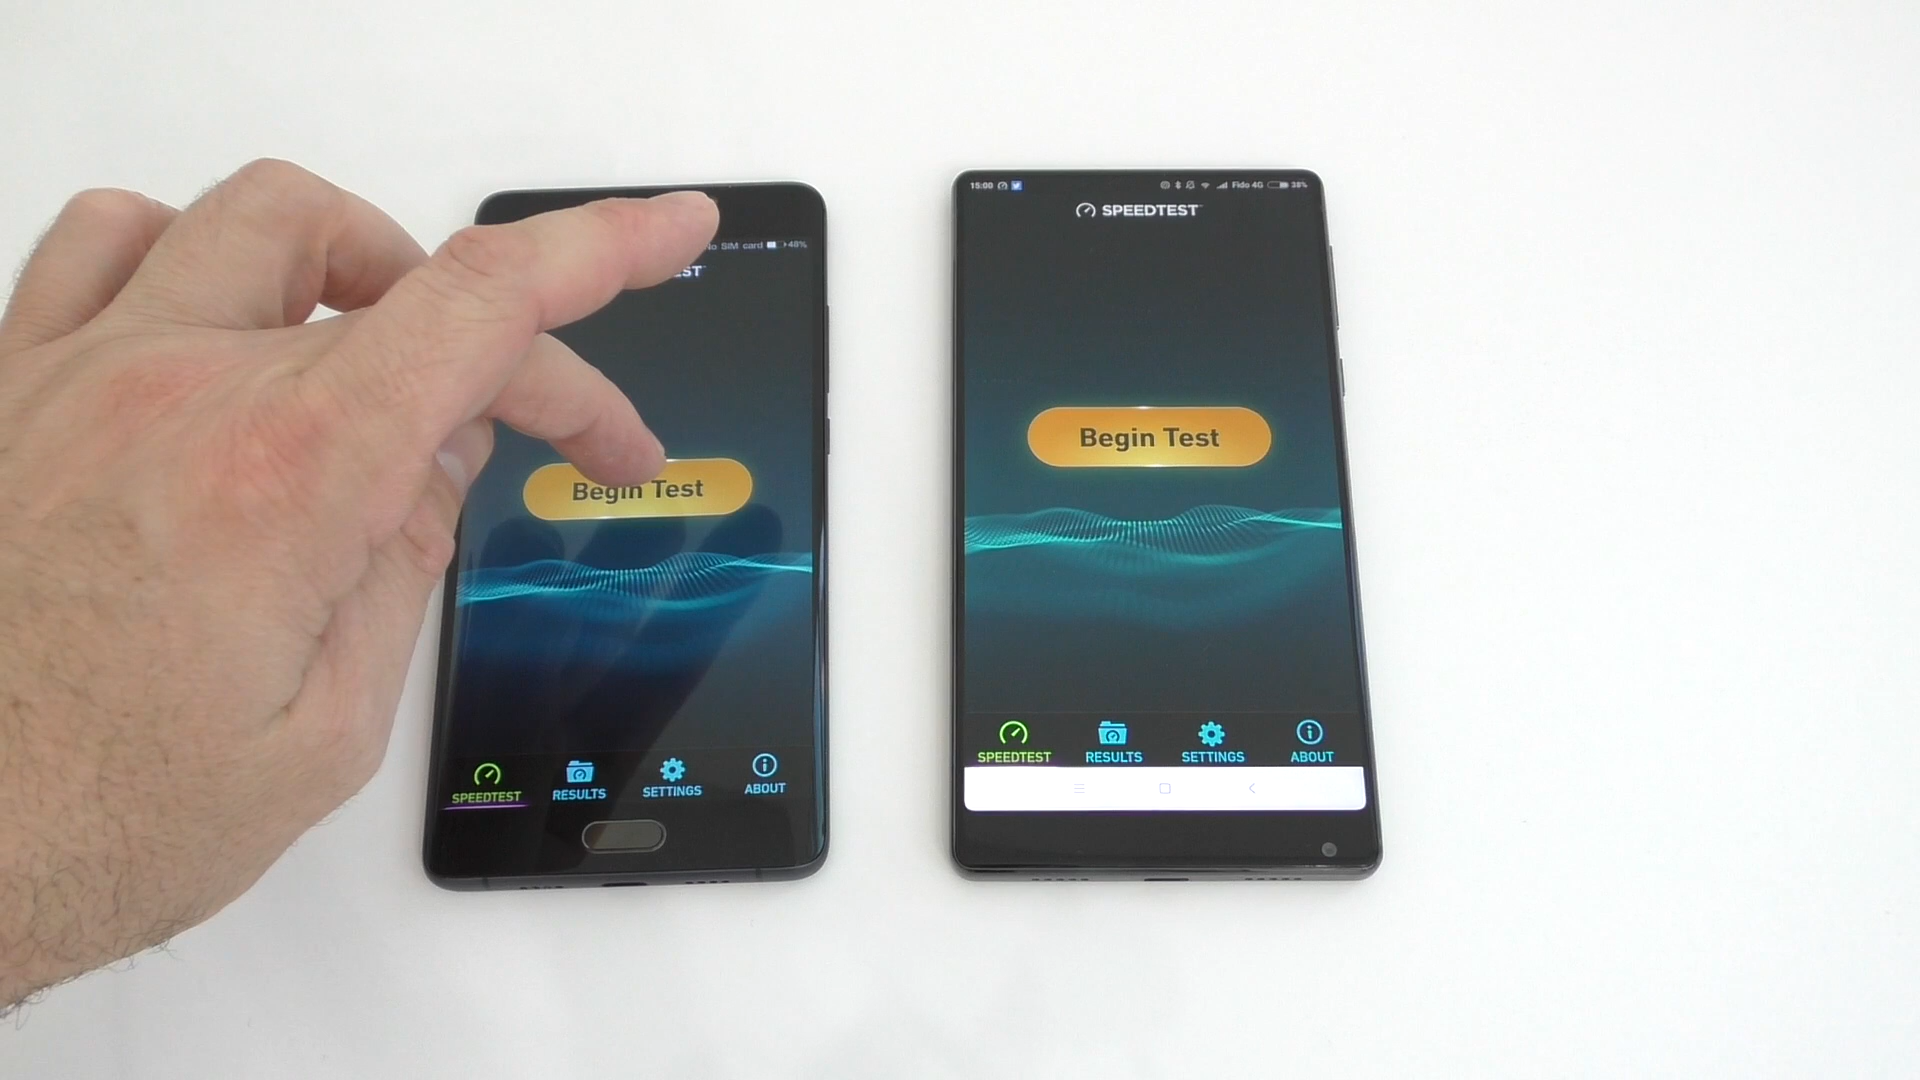 No SIM card 48%
EST
Begin Test
SPEEDTEST RESULTS SETTINGS ABOUT
15:00 Fido 4G 38%
SPEEDTEST
Begin Test
SPEEDTEST RESULTS SETTINGS ABOUT